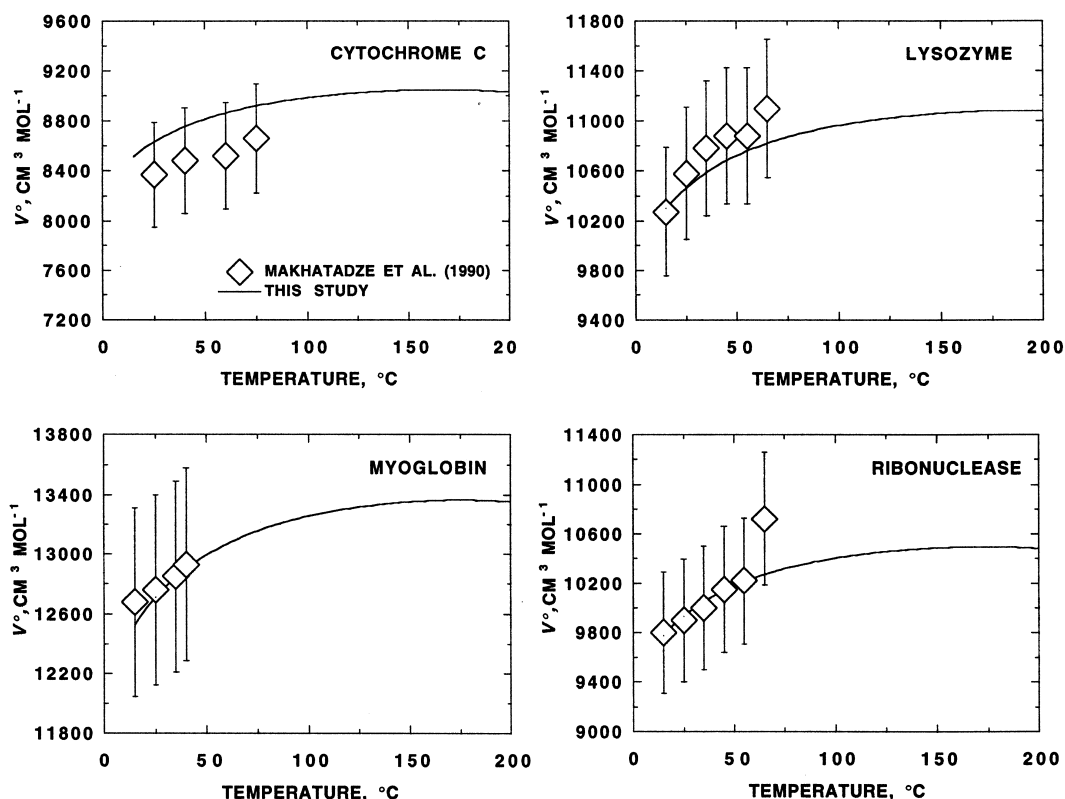 CYTOCHROME C
9600
9200
8800
8400
8000
7600
7200
V°, CM 3 MOL−1
MAKHATADZE ET AL. (1990)
THIS STUDY
0 50 100 150 200
TEMPERATURE, °C
LYSOZYME
11800
11400
11000
10600
10200
9800
9400
V°, CM 3 MOL−1
0 50 100 150 200
TEMPERATURE, °C
MYOGLOBIN
13800
13400
13000
12600
12200
11800
V°, CM 3 MOL−1
0 50 100 150 200
TEMPERATURE, °C
RIBONUCLEASE
11400
11000
10600
10200
9800
9400
9000
V°, CM 3 MOL−1
0 50 100 150 200
TEMPERATURE, °C